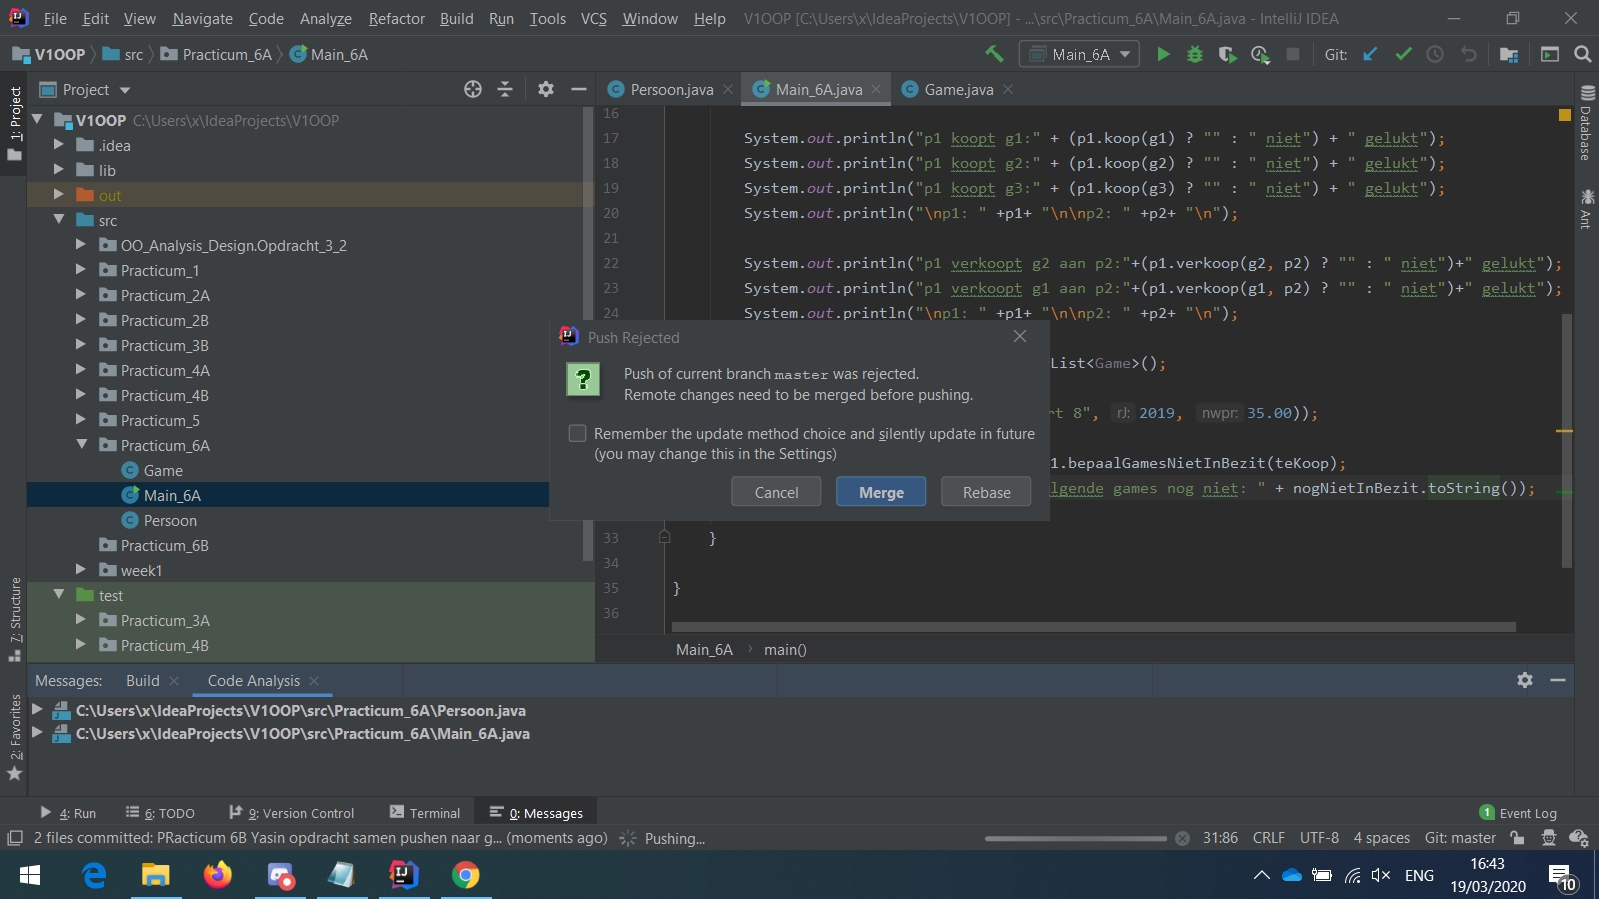 File Edit View Navigate Code Analyze Refactor Build Run Tools VCS Window Help V1OOP [C:\Users\x\IdeaProjects\V1OOP] - ...\src\Practicum_6A\Main_6A.java - IntelliJ IDEA
V1OOP src Practicum_6A Main_6A Main_6A Git:
1: Project
Project
Persoon.java Main_6A.java Game.java
V1OOP C:\Users\x\IdeaProjects\V1OOP
.idea
lib
out
src
OO_Analysis_Design.Opdracht_3_2
Practicum_1
Practicum_2A
Practicum_2B
Practicum_3B
Practicum_4A
Practicum_4B
Practicum_5
Practicum_6A
Game
Main_6A
Persoon
Practicum_6B
week1
test
Practicum_3A
Practicum_4B
16
17 System.out.println("p1 koopt g1:" + (p1.koop(g1) ? "" : " niet") + " gelukt");
18 System.out.println("p1 koopt g2:" + (p1.koop(g2) ? "" : " niet") + " gelukt");
19 System.out.println("p1 koopt g3:" + (p1.koop(g3) ? "" : " niet") + " gelukt");
20 System.out.println("\np1: " +p1+ "\n\np2: " +p2+ "\n");
21
22 System.out.println("p1 verkoopt g2 aan p2:"+(p1.verkoop(g2, p2) ? "" : " niet")+" gelukt");
23 System.out.println("p1 verkoopt g1 aan p2:"+(p1.verkoop(g1, p2) ? "" : " niet")+" gelukt");
24 System.out.println("\np1: " +p1+ "\n\np2: " +p2+ "\n");
List<Game>();
rt 8", rJ: 2019, nwpr: 35.00));
1.bepaalGamesNietInBezit(teKoop);
lgende games nog niet: " + nogNietInBezit.toString());
33 }
34
35 }
36
Main_6A main()
Database
Ant
Push Rejected
Push of current branch master was rejected.
Remote changes need to be merged before pushing.
Remember the update method choice and silently update in future
(you may change this in the Settings)
Cancel Merge Rebase
7: Structure
2: Favorites
Messages: Build Code Analysis
C:\Users\x\IdeaProjects\V1OOP\src\Practicum_6A\Persoon.java
C:\Users\x\IdeaProjects\V1OOP\src\Practicum_6A\Main_6A.java
4: Run 6: TODO 9: Version Control Terminal 0: Messages 1 Event Log
2 files committed: PRacticum 6B Yasin opdracht samen pushen naar g... (moments ago) Pushing... 31:86 CRLF UTF-8 4 spaces Git: master
ENG
16:43
19/03/2020
10